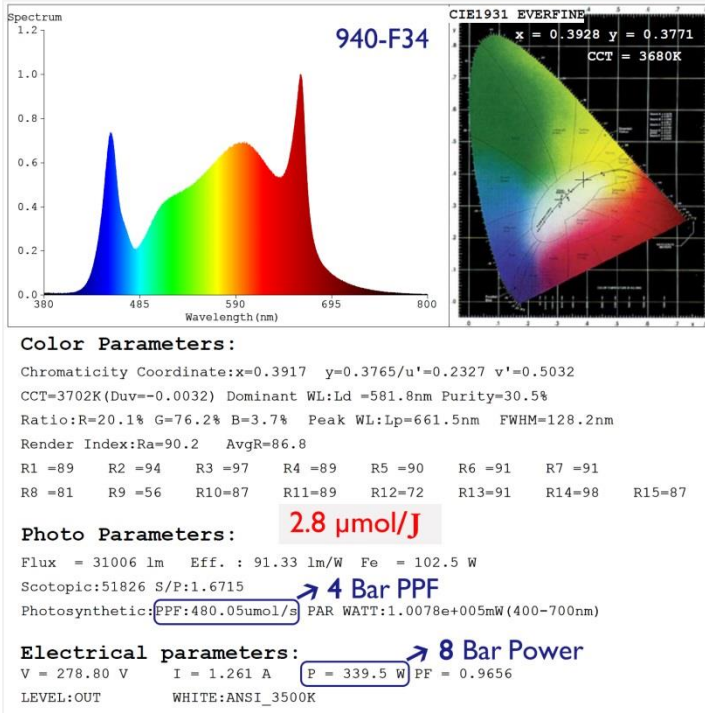 Spectrum
940-F34
1.2
1.0
0.8
0.6
0.4
0.2
0.0
380 485 590 695 800
Wavelength(nm)
CIE1931 EVERFINE
x = 0.3928 y = 0.3771
CCT = 3680K
Color Parameters:
Chromaticity Coordinate:x=0.3917 y=0.3765/u'=0.2327 v'=0.5032
CCT=3702K(Duv=-0.0032) Dominant WL:Ld =581.8nm Purity=30.5%
Ratio:R=20.1% G=76.2% B=3.7% Peak WL:Lp=661.5nm FWHM=128.2nm
Render Index:Ra=90.2 AvgR=86.8
R1 =89 R2 =94 R3 =97 R4 =89 R5 =90 R6 =91 R7 =91
R8 =81 R9 =56 R10=87 R11=89 R12=72 R13=91 R14=98 R15=87
2.8 µmol/J
Photo Parameters:
Flux = 31006 lm Eff. : 91.33 lm/W Fe = 102.5 W
Scotopic:51826 S/P:1.6715
4 Bar PPF
Photosynthetic:PPF:480.05umol/s PAR WATT:1.0078e+005mW(400-700nm)
Electrical parameters:
8 Bar Power
V = 278.80 V I = 1.261 A P = 339.5 W PF = 0.9656
LEVEL:OUT WHITE:ANSI_3500K